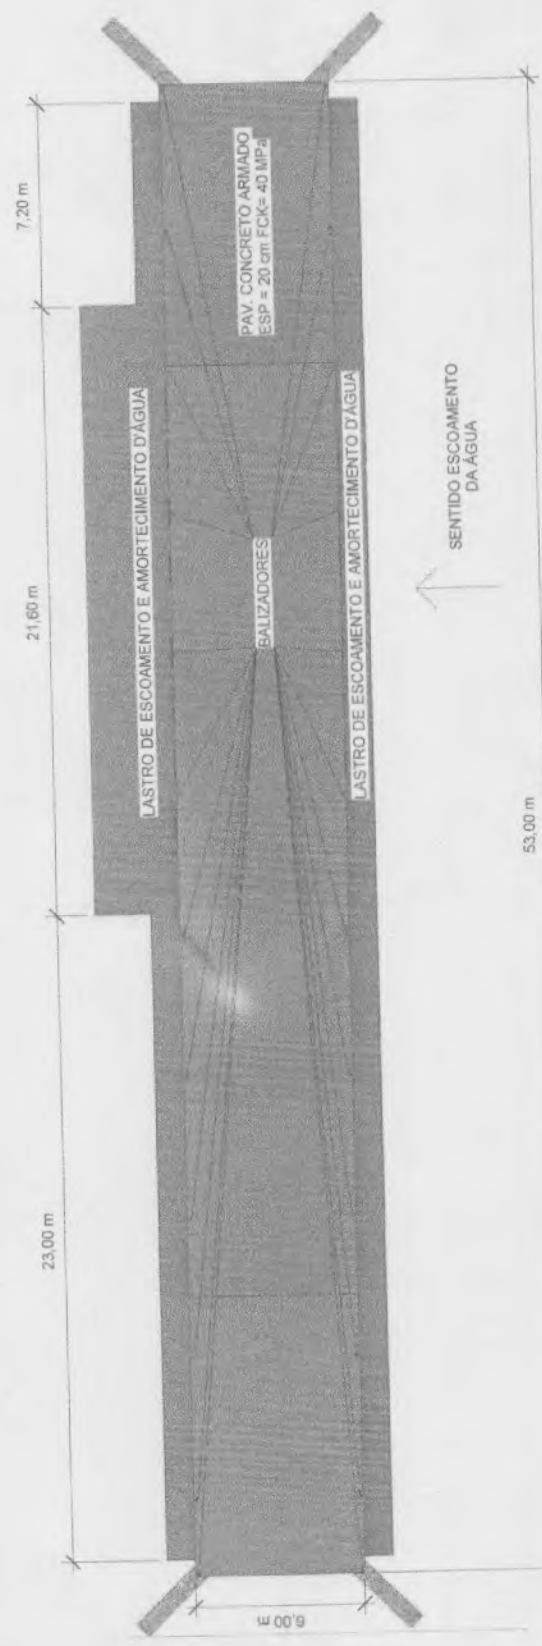 7,20 m
PAV. CONCRETO ARMADO
ESP = 20 cm FCK= 40 MPa
21,60 m
LASTRO DE ESCOAMENTO E AMORTECIMENTO D'ÁGUA
BALIZADORES
LASTRO DE ESCOAMENTO E AMORTECIMENTO D'ÁGUA
SENTIDO ESCOAMENTO
DA ÁGUA
53,00 m
23,00 m
6,00 m